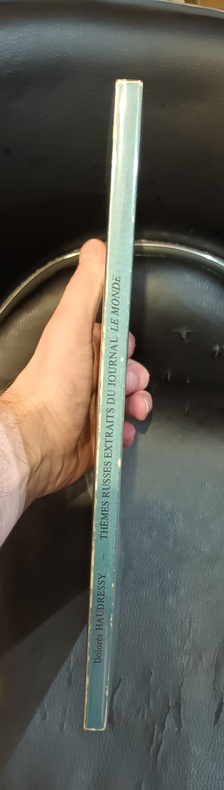 Dolorès HAUDRESSY – THÈMES RUSSES EXTRAITS DU JOURNAL LE MONDE